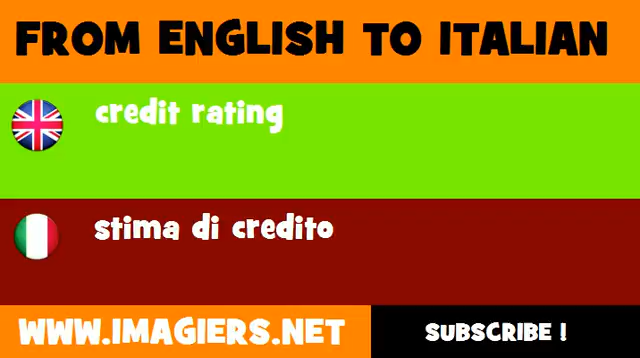 FROM ENGLISH TO ITALIAN
credit rating
stima di credito
WWW.IMAGIERS.NET
SUBSCRIBE !